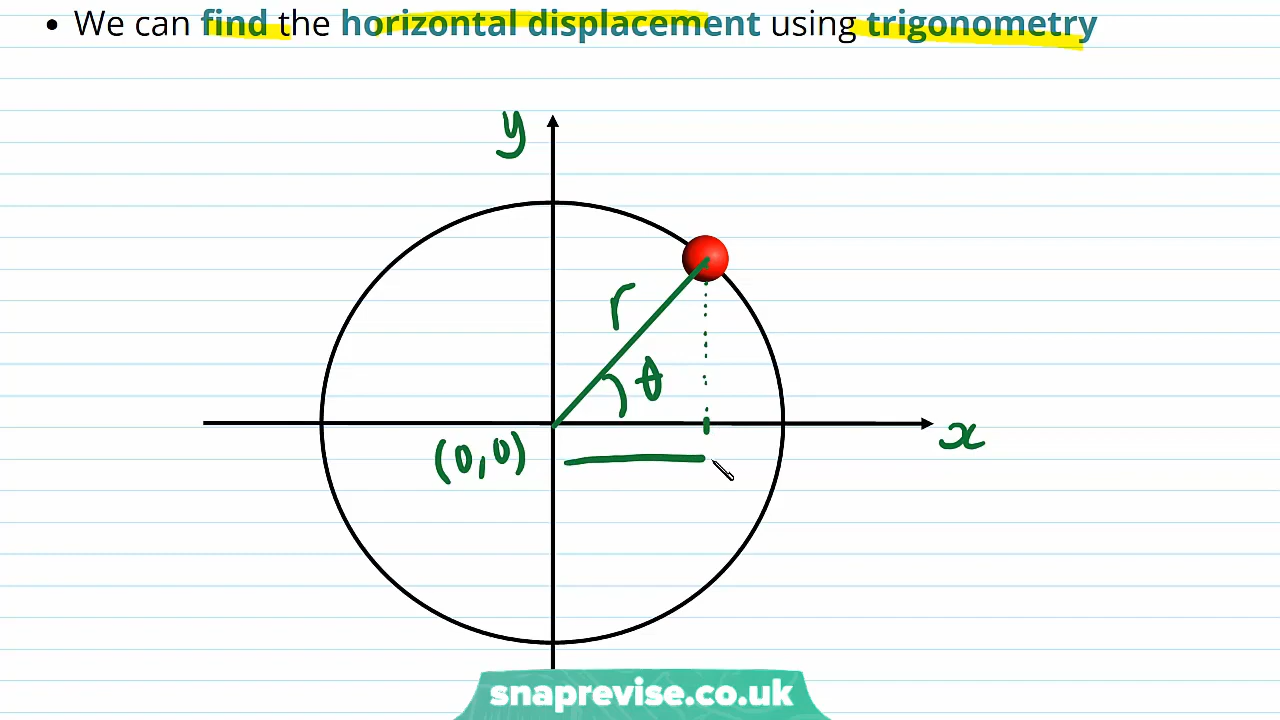 • We can find the horizontal displacement using trigonometry
y
r
θ
(0,0)
x
snaprevise.co.uk